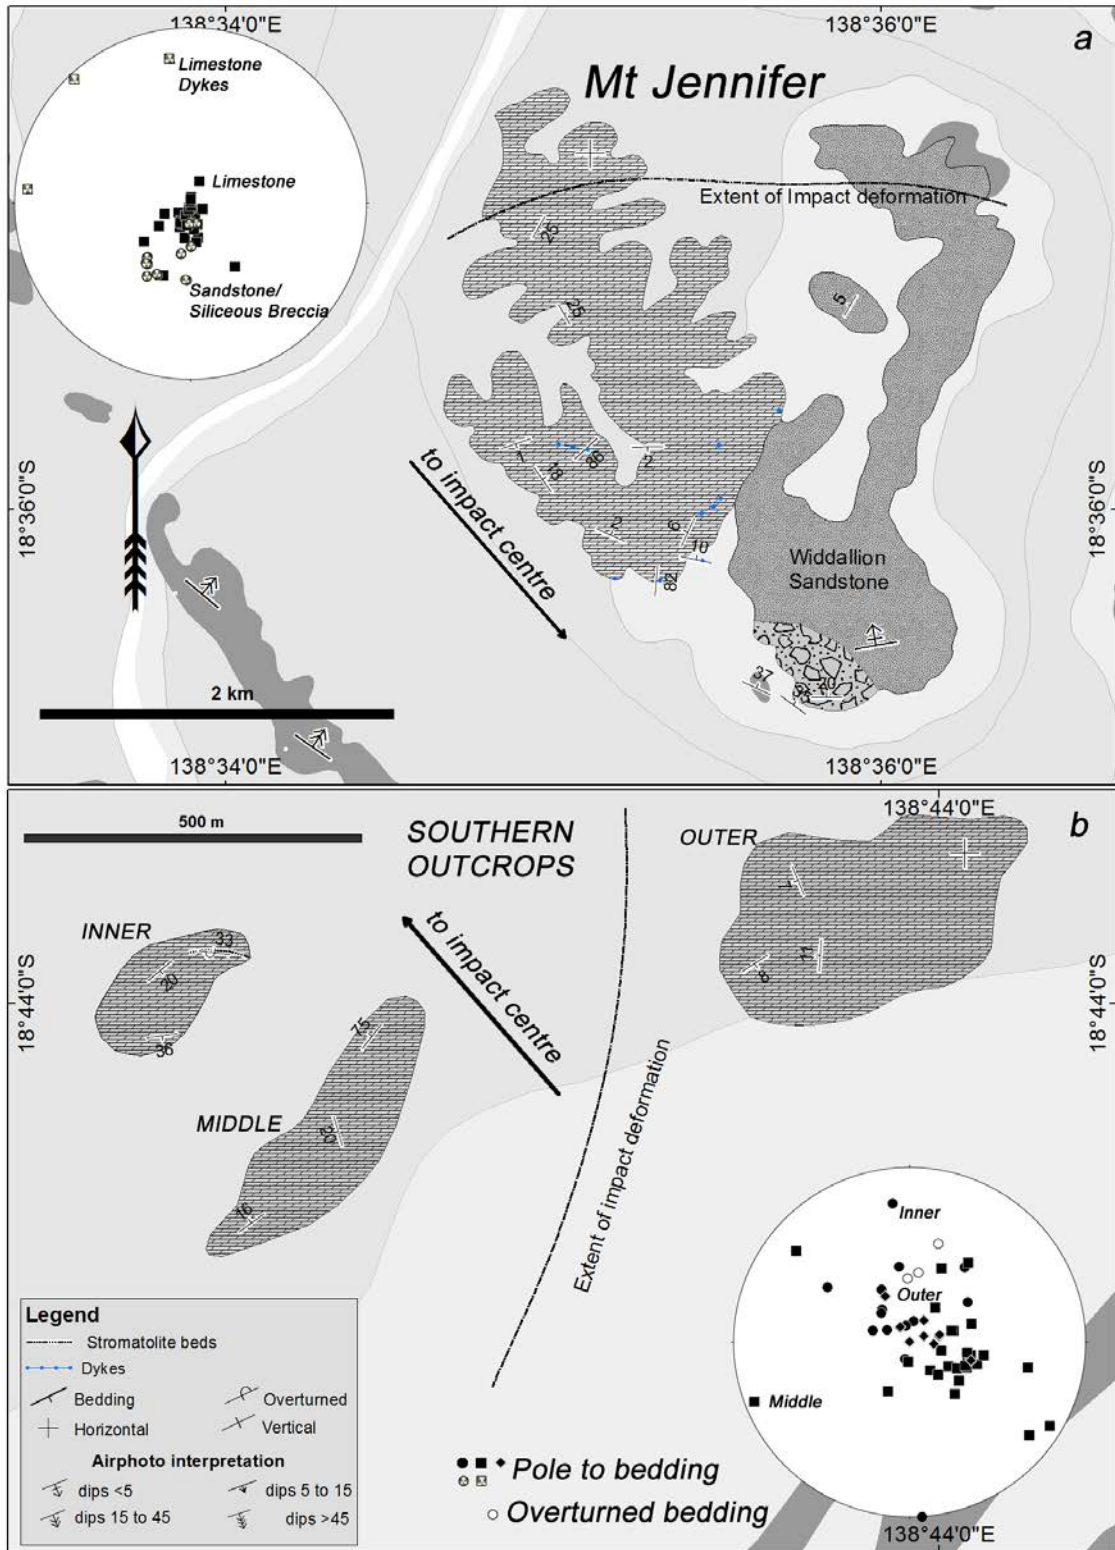 138°34'0"E
138°36'0"E
a
Mt Jennifer
Limestone
Dykes
Limestone
Sandstone/
Siliceous Breccia
Extent of Impact deformation
25
25
5
1
18
86
2
2
6
10
82
to impact centre
18°36'0"S
18°36'0"S
Widdallion
Sandstone
37
35
20
2 km
138°34'0"E
138°36'0"E
138°44'0"E
b
500 m
SOUTHERN
OUTCROPS
OUTER
INNER
to impact centre
7
11
8
33
20
36
18°44'0"S
18°44'0"S
75
MIDDLE
20
16
Extent of impact deformation
Inner
Outer
Middle
Legend
Stromatolite beds
Dykes
Bedding
Overturned
Horizontal
Vertical
Airphoto interpretation
dips <5
dips 5 to 15
dips 15 to 45
dips >45
Pole to bedding
Overturned bedding
138°44'0"E